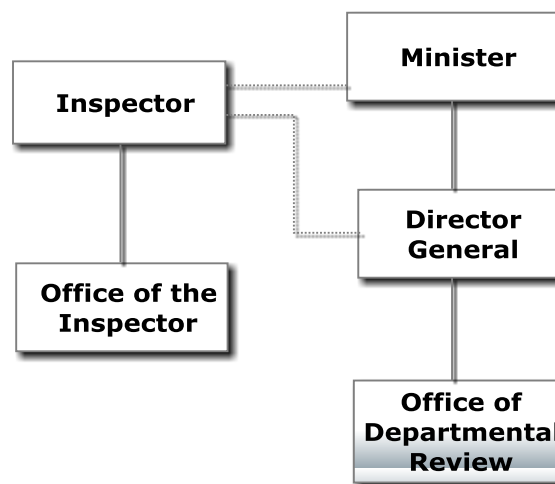 Minister
Inspector
Director
General
Office of the
Inspector
Office of
Departmental
Review